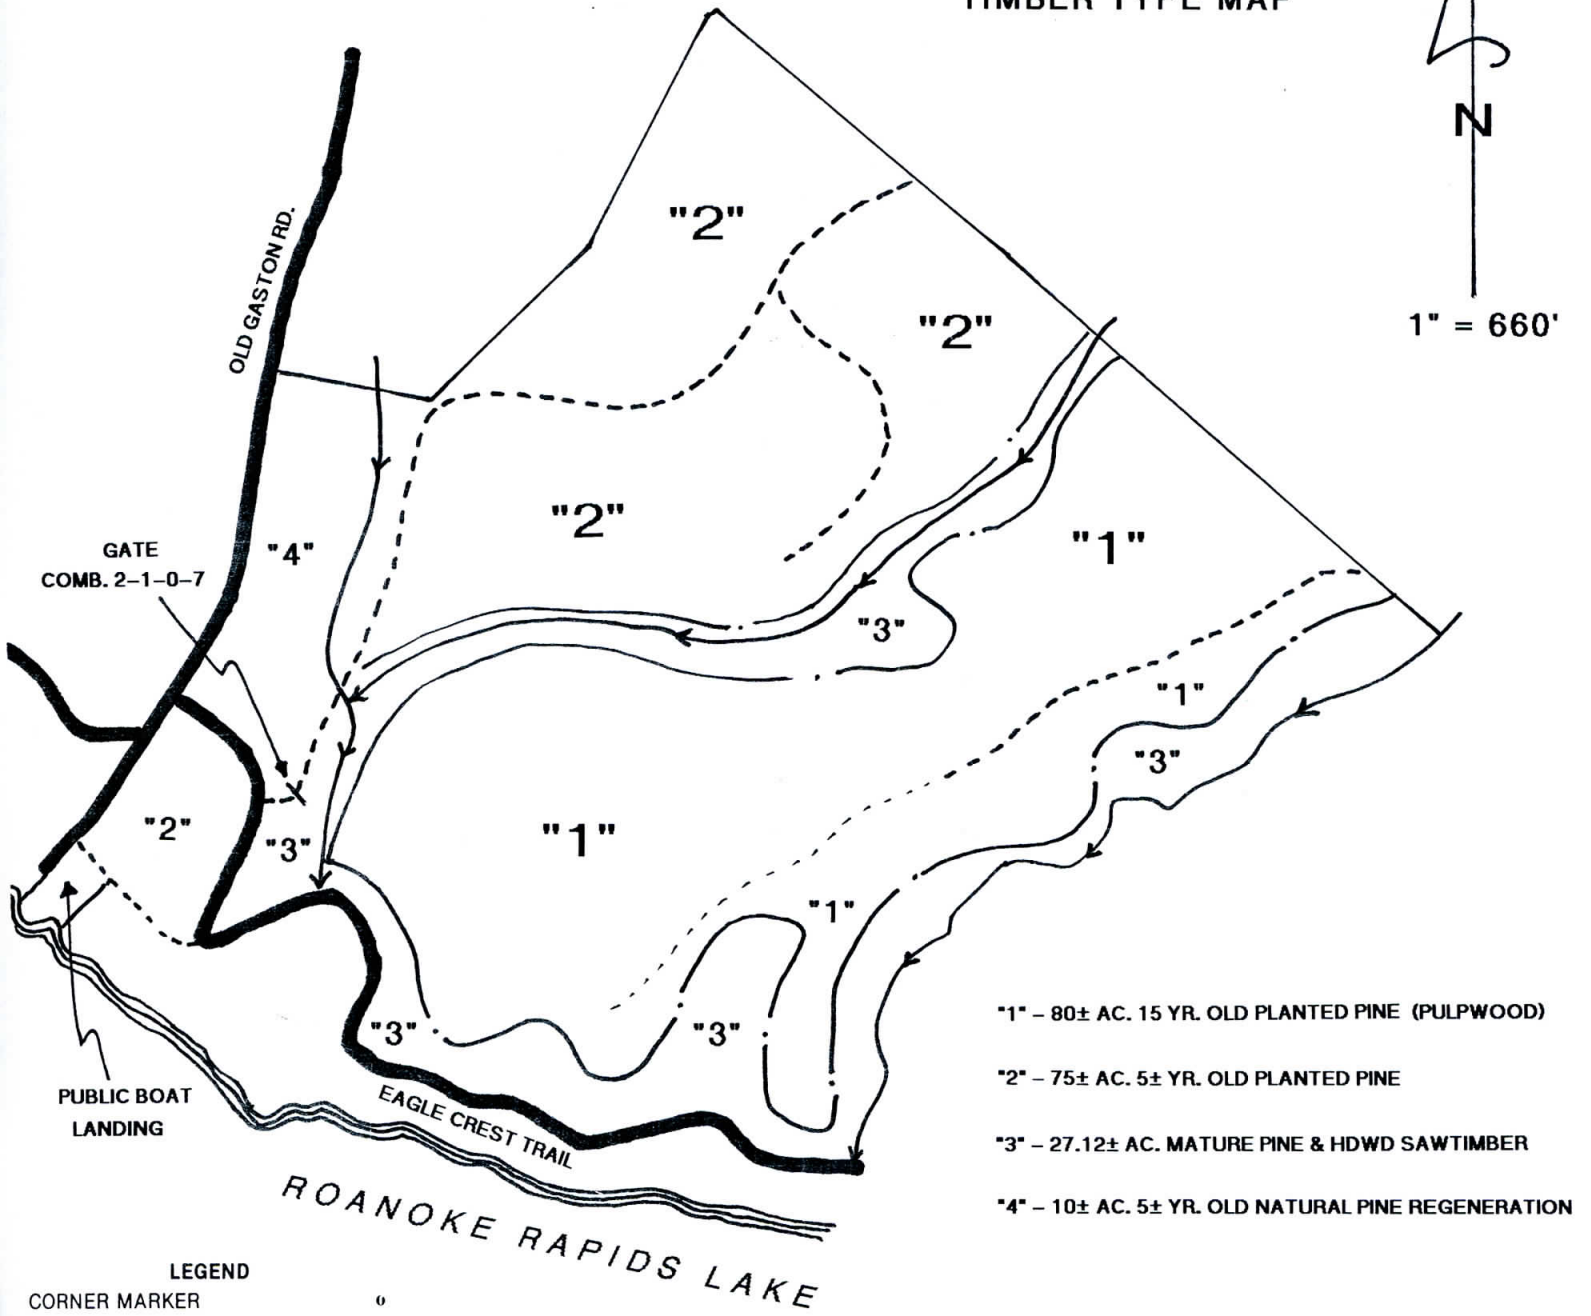 TIMBER TYPE MAP
N
1" = 660'
OLD GASTON RD.
"2"
"2"
"2"
"1"
"4"
GATE
COMB. 2-1-0-7
"3"
"1"
"3"
"2"
"3"
"1"
"1"
"3"
"3"
PUBLIC BOAT
LANDING
EAGLE CREST TRAIL
ROANOKE RAPIDS LAKE
"1" – 80± AC. 15 YR. OLD PLANTED PINE (PULPWOOD)
"2" – 75± AC. 5± YR. OLD PLANTED PINE
"3" – 27.12± AC. MATURE PINE & HDWD SAWTIMBER
"4" – 10± AC. 5± YR. OLD NATURAL PINE REGENERATION
LEGEND
CORNER MARKER